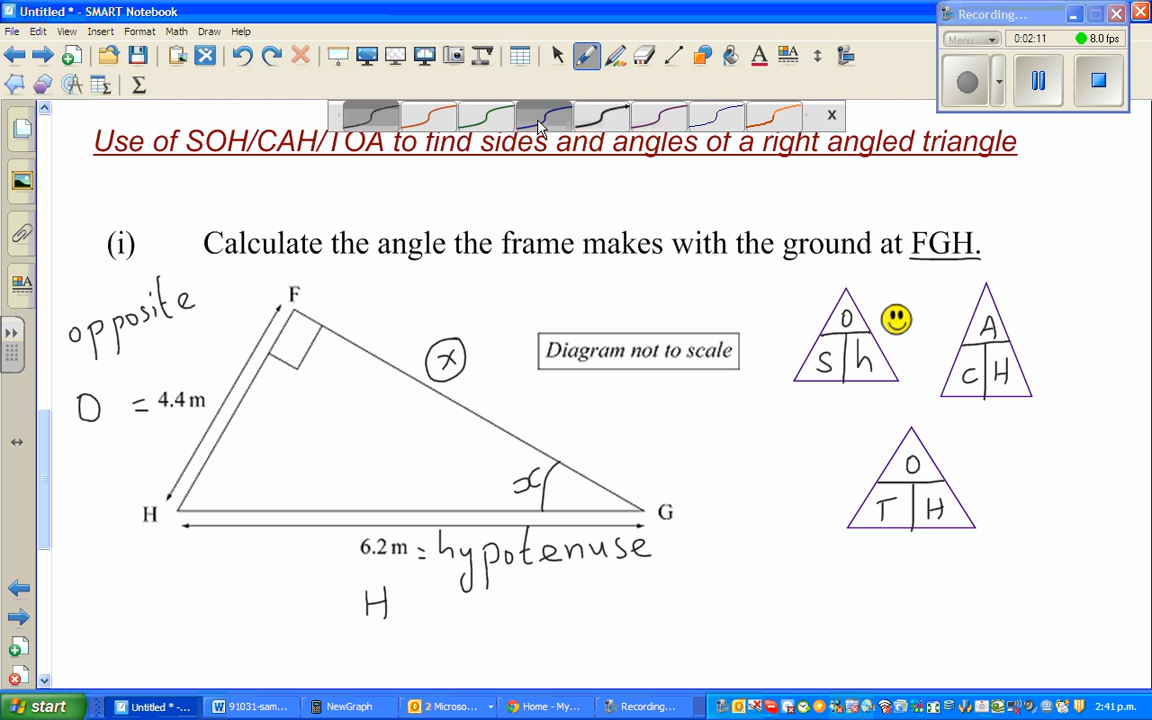 Untitled * - SMART Notebook
File Edit View Insert Format Math Draw Help
Recording...
Menu 0:02:11 8.0 fps
Use of SOH/CAH/TOA to find sides and angles of a right angled triangle
(i) Calculate the angle the frame makes with the ground at FGH.
opposite
F
O
S h
A
C H
x
Diagram not to scale
O = 4.4 m
x
H
G
O
T H
6.2 m = hypotenuse
H
start
Untitled * -...
W 91031-sam...
NewGraph
2 Microso...
Home - My...
Recording...
2:41 p.m.